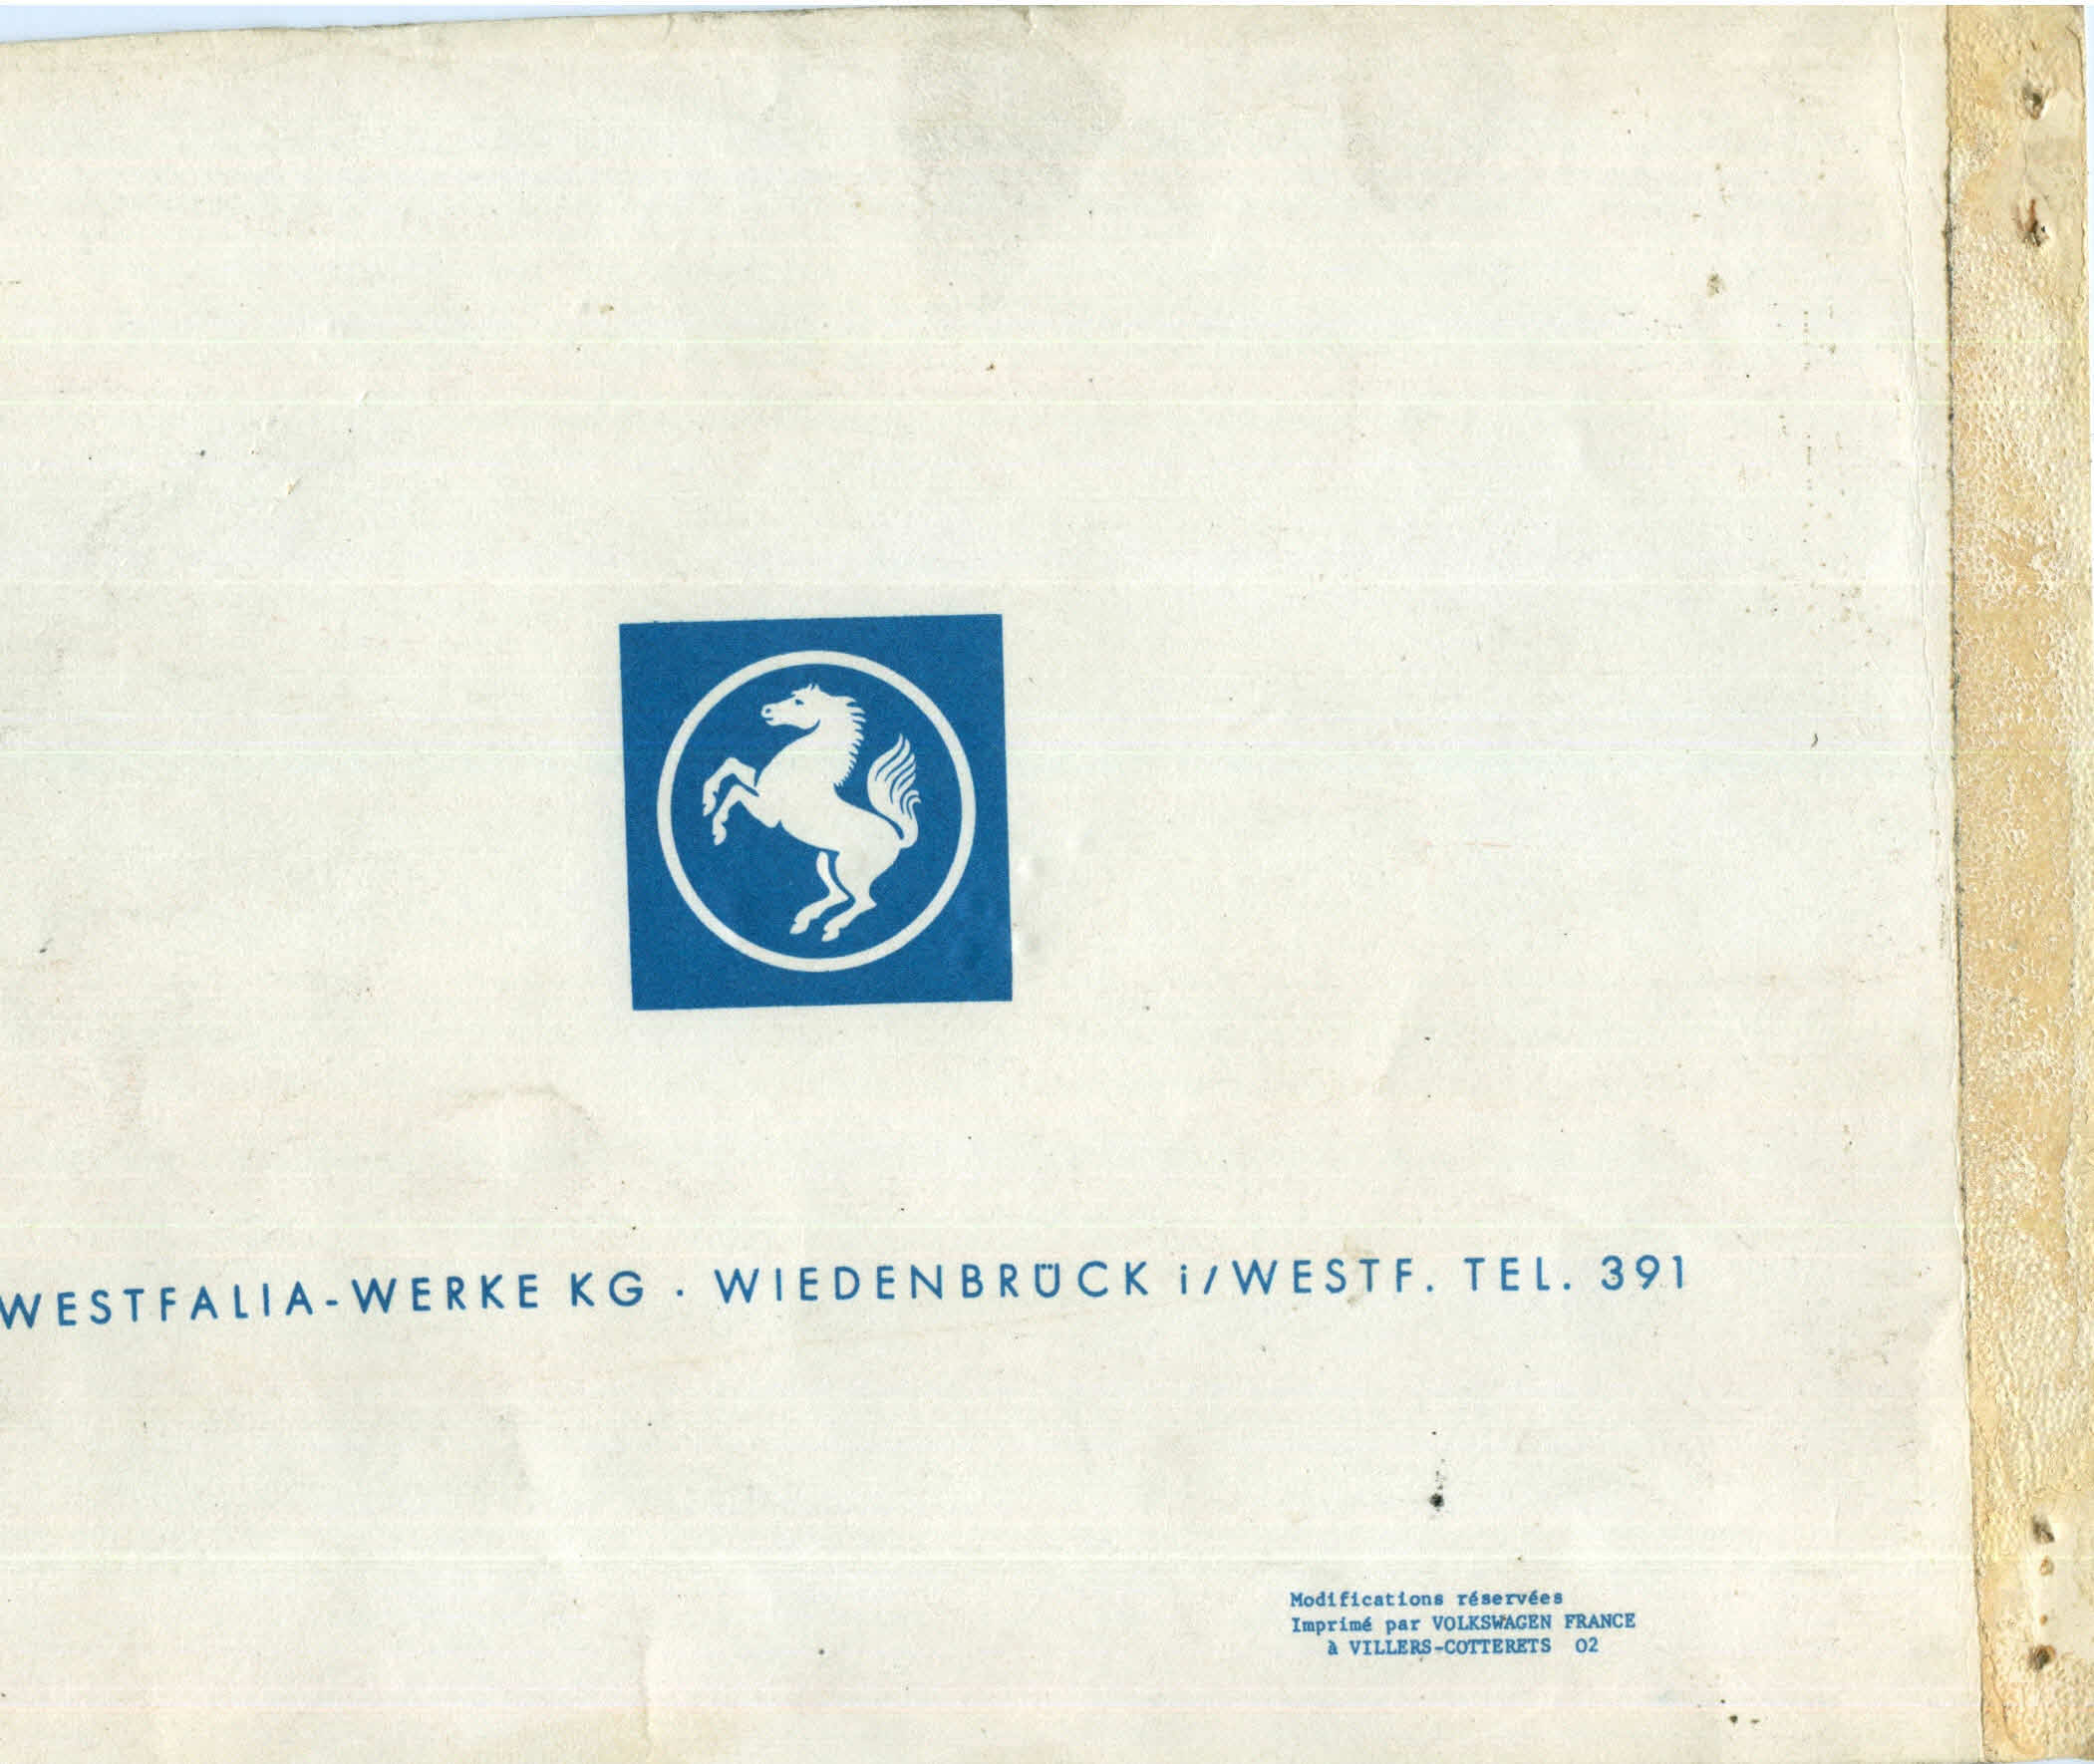 WESTFALIA-WERKE KG · WIEDENBRÜCK i/WESTF. TEL. 391
Modifications réservées
Imprimé par VOLKSWAGEN FRANCE
à VILLERS-COTTERETS 02